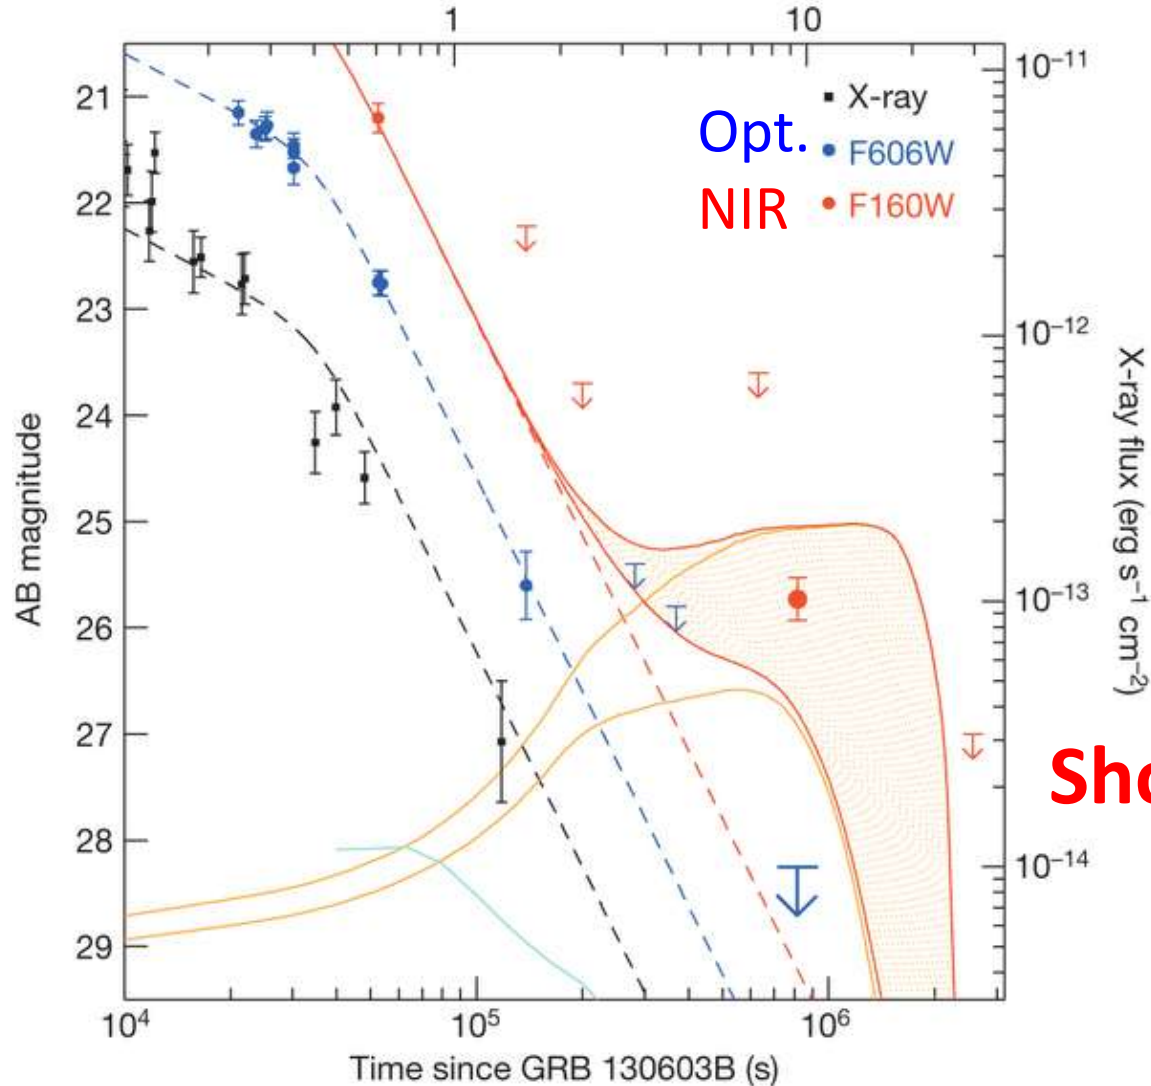 1 10
10⁻¹¹
21
X-ray
Opt. F606W
NIR F160W
22
23
10⁻¹²
24
25
10⁻¹³
26
27
28
10⁻¹⁴
29
10⁴ 10⁵ 10⁶
Time since GRB 130603B (s)
AB magnitude
X-ray flux (erg s⁻¹ cm⁻²)